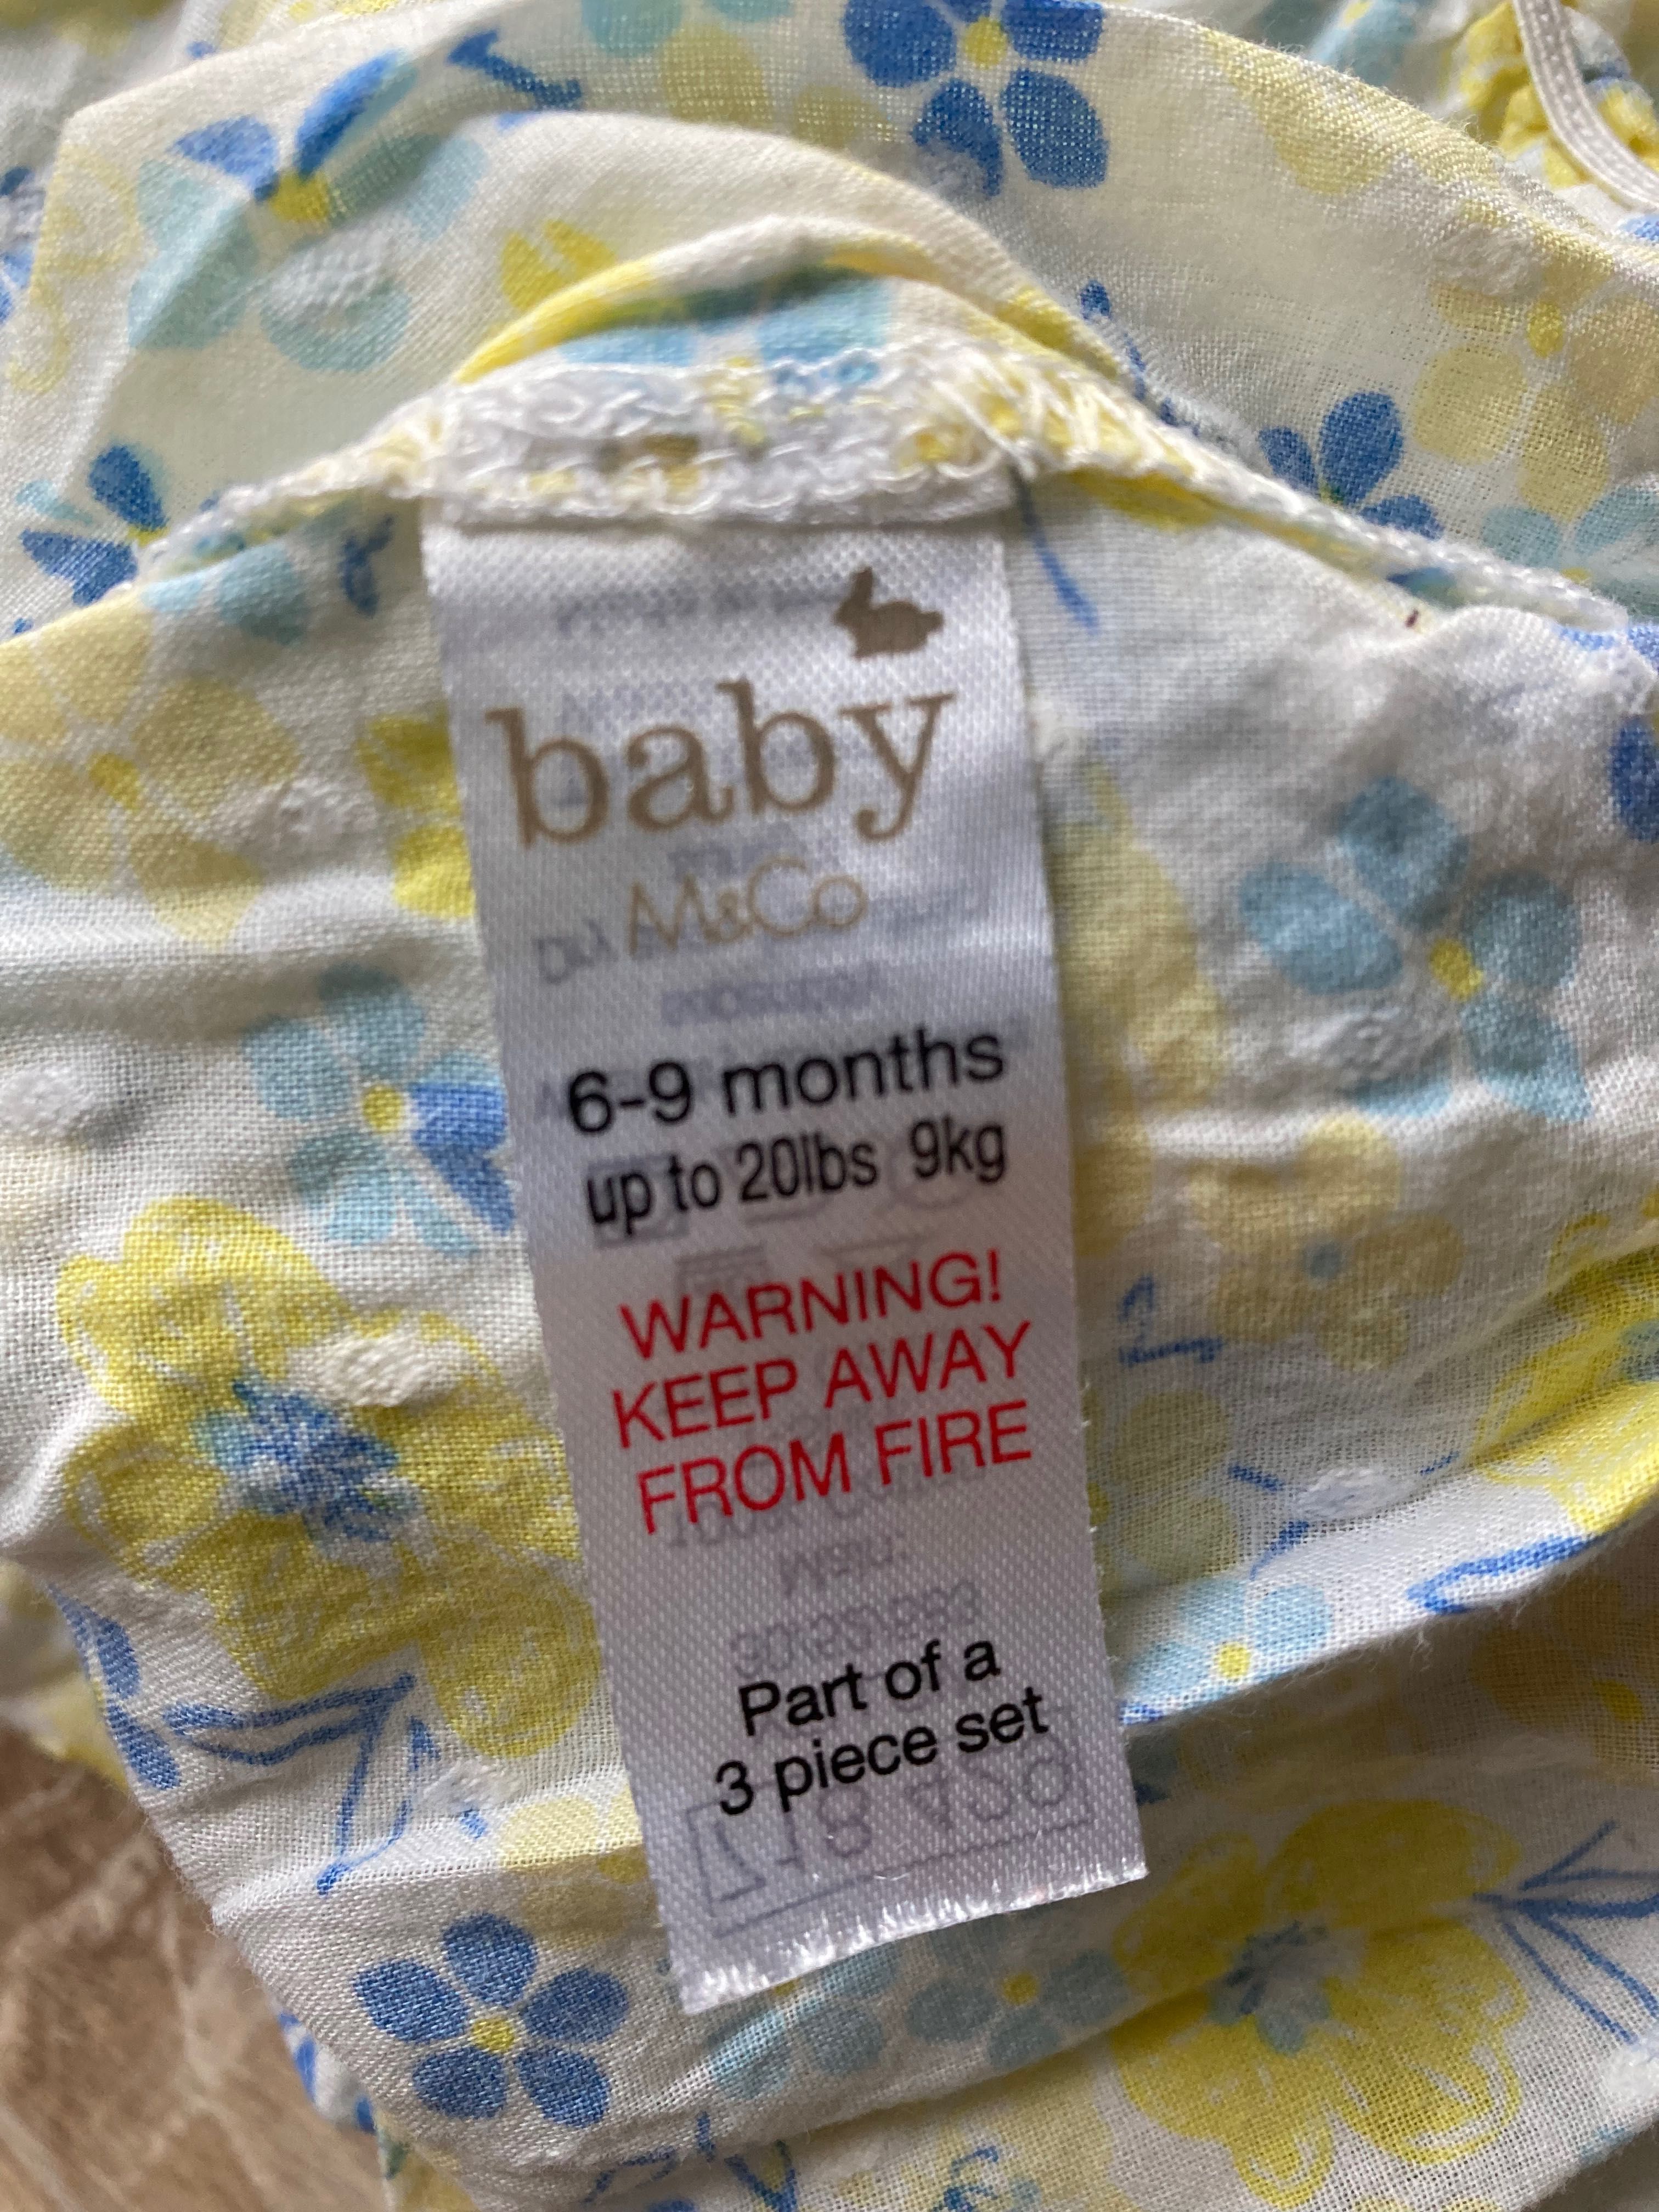 baby
M&Co
6-9 months
up to 20lbs 9kg
WARNING!
KEEP AWAY
FROM FIRE
Part of a
3 piece set